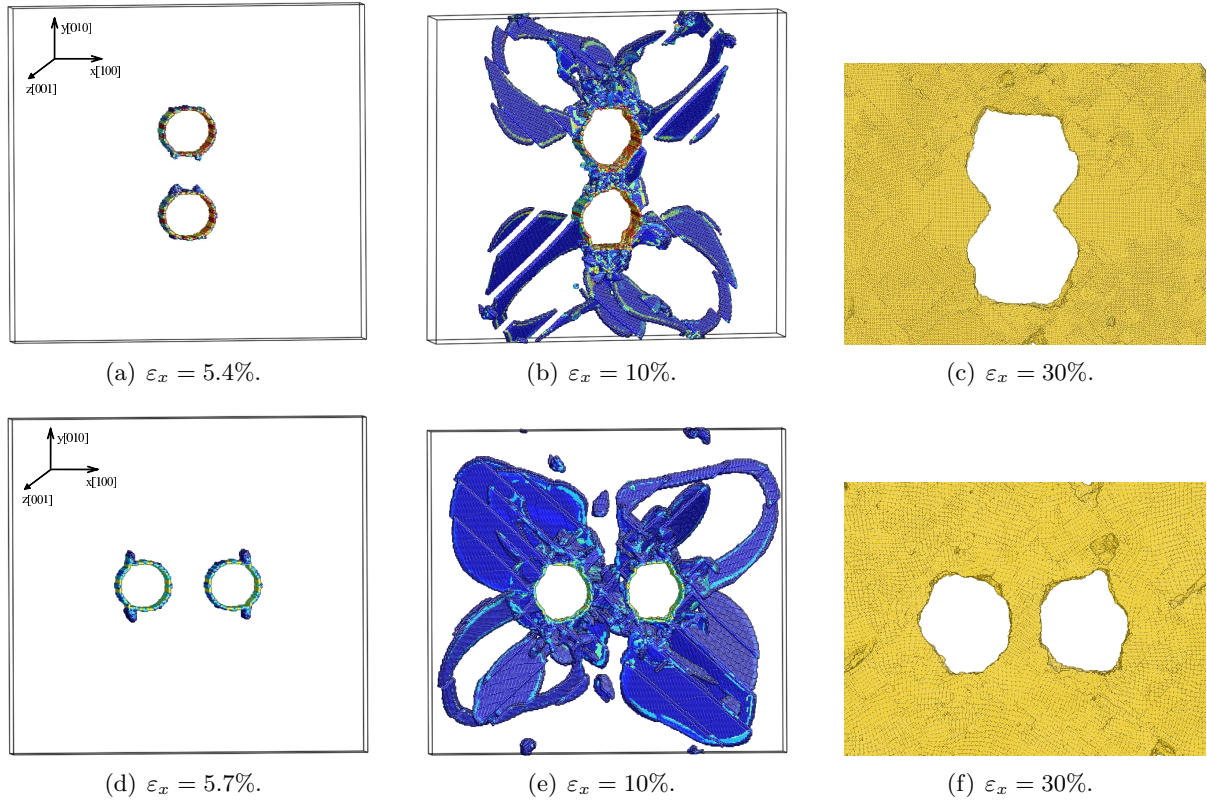 y[010]
x[100]
z[001]
(a) εx = 5.4%.
(b) εx = 10%.
(c) εx = 30%.
y[010]
x[100]
z[001]
(d) εx = 5.7%.
(e) εx = 10%.
(f) εx = 30%.